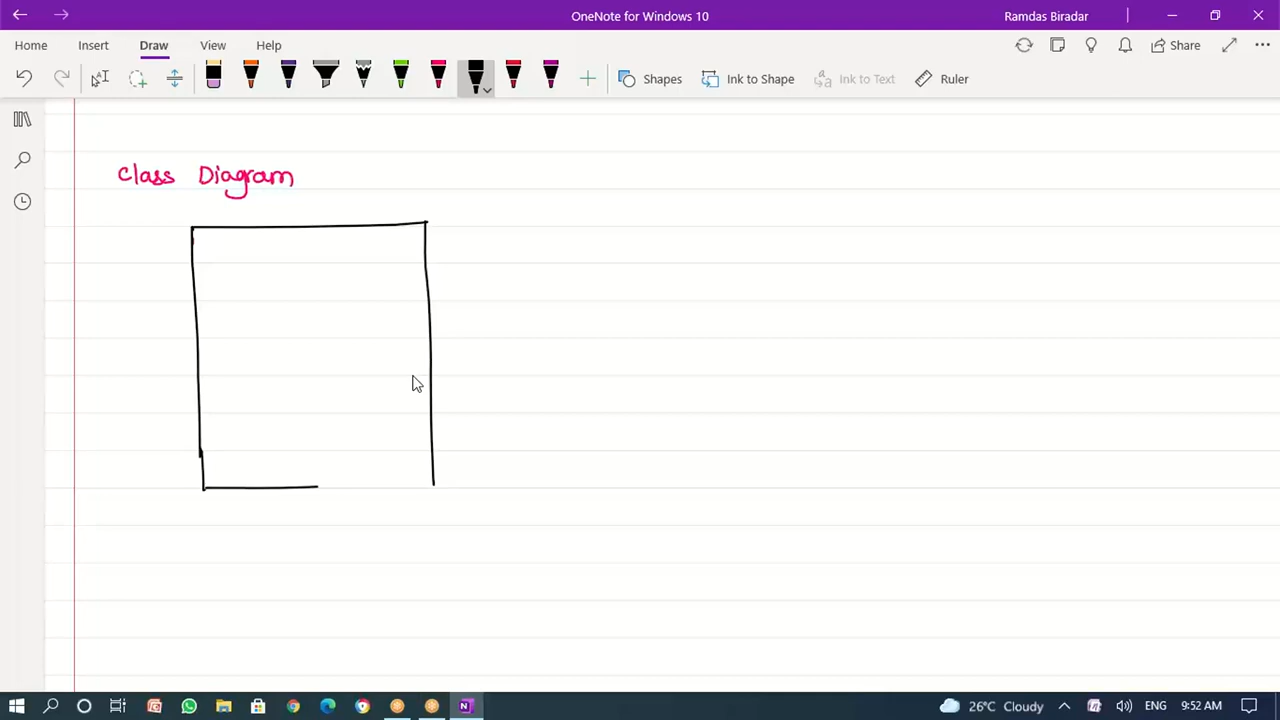 OneNote for Windows 10
Ramdas Biradar
Home Insert Draw View Help
Share
Shapes
Ink to Shape
Ink to Text
Ruler
Class Diagram
26°C Cloudy
ENG
9:52 AM